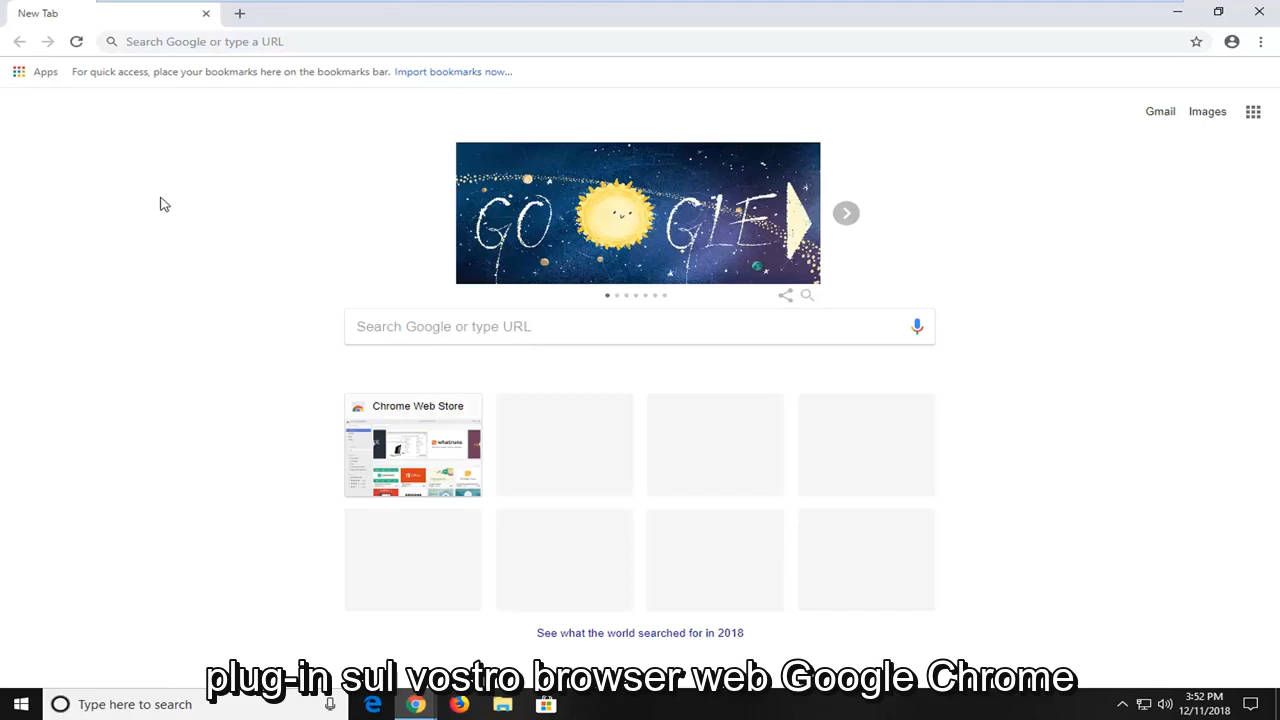 New Tab
Search Google or type a URL
Apps For quick access, place your bookmarks here on the bookmarks bar. Import bookmarks now...
Gmail Images
GOOGLE
Search Google or type URL
Chrome Web Store
whatruns
See what the world searched for in 2018
plug-in sul vostro browser web Google Chrome
Type here to search
3:52 PM
12/11/2018